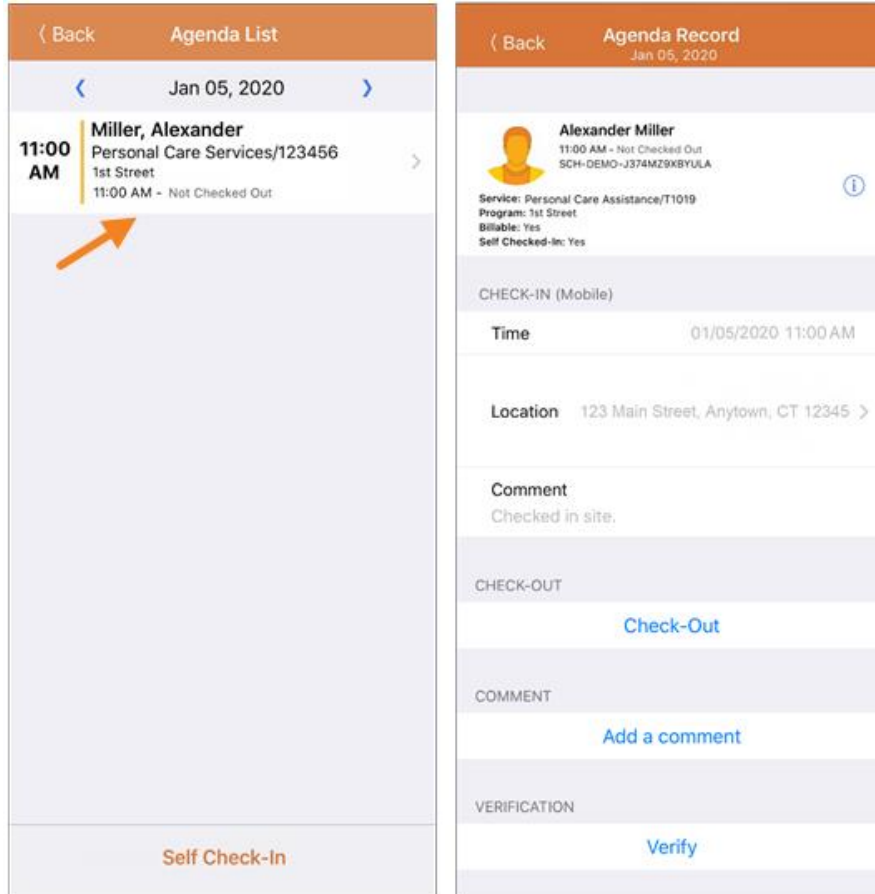 Back
Agenda List
Jan 05, 2020
11:00 AM
Miller, Alexander
Personal Care Services/123456
1st Street
11:00 AM - Not Checked Out
Self Check-In
Back
Agenda Record
Jan 05, 2020
Alexander Miller
11:00 AM - Not Checked Out
SCH-DEMO-J374MZ9XBYULA
Service: Personal Care Assistance/T1019
Program: 1st Street
Billable: Yes
Self Checked-In: Yes
CHECK-IN (Mobile)
Time 01/05/2020 11:00 AM
Location 123 Main Street, Anytown, CT 12345
Comment
Checked in site.
CHECK-OUT
Check-Out
COMMENT
Add a comment
VERIFICATION
Verify